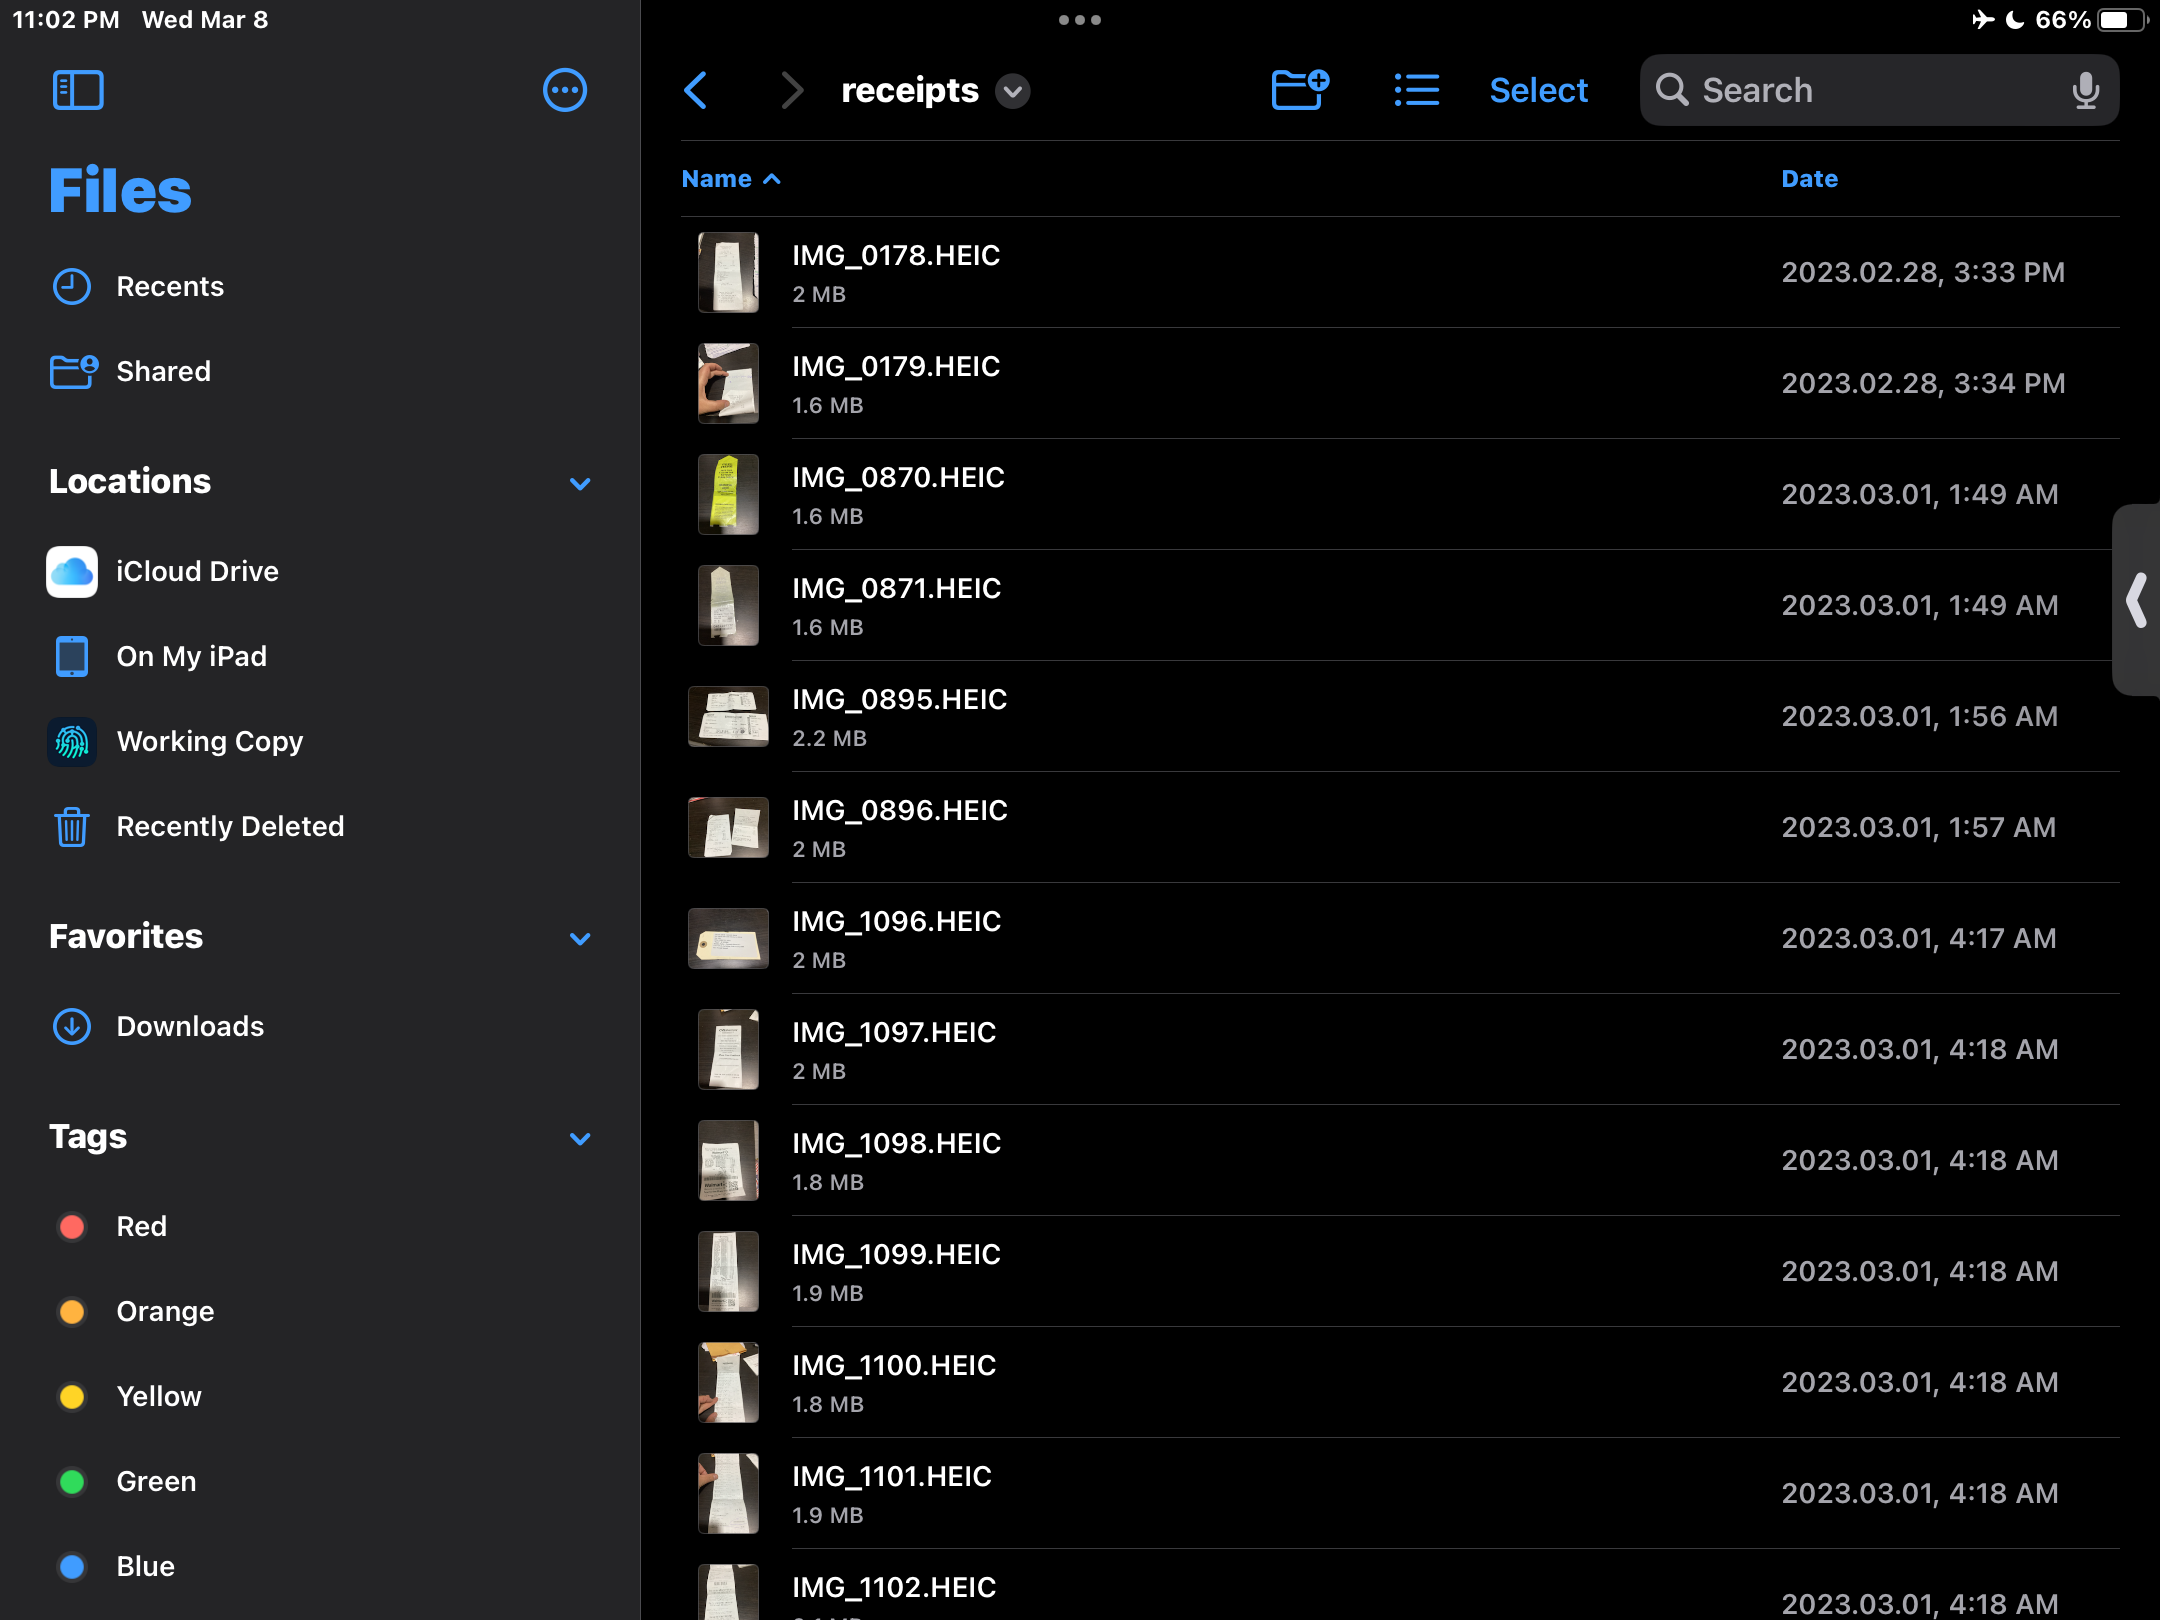 11:02 PM Wed Mar 8
66%
Files
Recents
Shared
Locations
iCloud Drive
On My iPad
Working Copy
Recently Deleted
Favorites
Downloads
Tags
Red
Orange
Yellow
Green
Blue
receipts
Select
Search
Name Date
IMG_0178.HEIC
2 MB
2023.02.28, 3:33 PM
IMG_0179.HEIC
1.6 MB
2023.02.28, 3:34 PM
IMG_0870.HEIC
1.6 MB
2023.03.01, 1:49 AM
IMG_0871.HEIC
1.6 MB
2023.03.01, 1:49 AM
IMG_0895.HEIC
2.2 MB
2023.03.01, 1:56 AM
IMG_0896.HEIC
2 MB
2023.03.01, 1:57 AM
IMG_1096.HEIC
2 MB
2023.03.01, 4:17 AM
IMG_1097.HEIC
2 MB
2023.03.01, 4:18 AM
IMG_1098.HEIC
1.8 MB
2023.03.01, 4:18 AM
IMG_1099.HEIC
1.9 MB
2023.03.01, 4:18 AM
IMG_1100.HEIC
1.8 MB
2023.03.01, 4:18 AM
IMG_1101.HEIC
1.9 MB
2023.03.01, 4:18 AM
IMG_1102.HEIC
2023.03.01, 4:18 AM